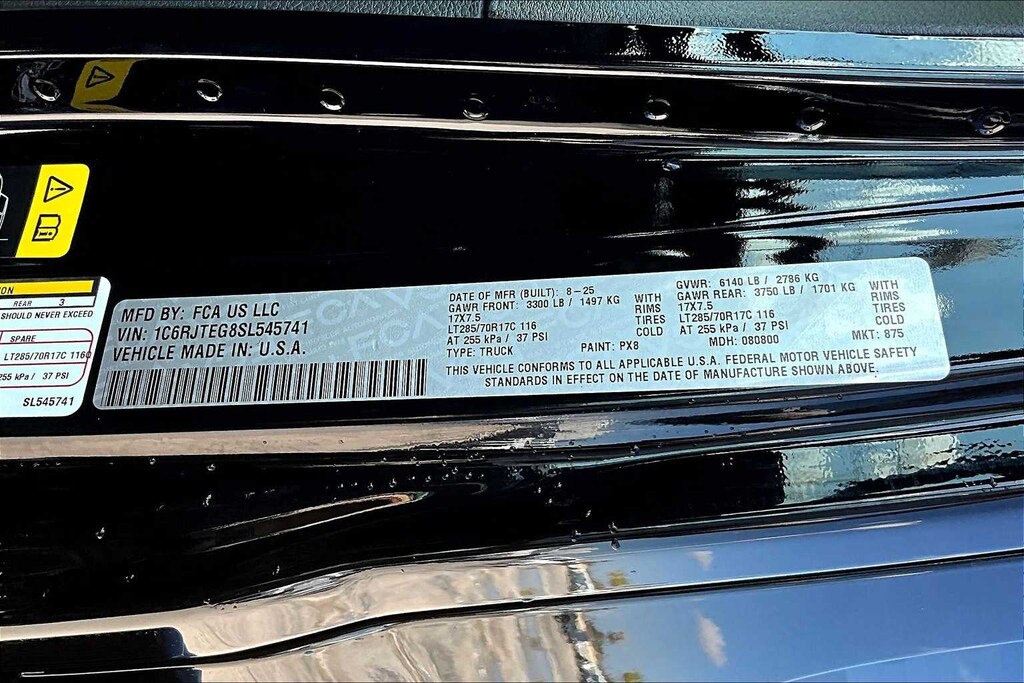 ION
REAR 3
SHOULD NEVER EXCEED
SPARE
LT285/70R17C 116Q
255 kPa / 37 PSI
SL545741
MFD BY: FCA US LLC
VIN: 1C6RJTEG8SL545741
VEHICLE MADE IN: U.S.A.
DATE OF MFR (BUILT): 8-25
GAWR FRONT: 3300 LB / 1497 KG WITH
17X7.5 RIMS
LT285/70R17C 116 TIRES
AT 255 kPa / 37 PSI COLD
TYPE: TRUCK PAINT: PX8
GVWR: 6140 LB / 2786 KG
GAWR REAR: 3750 LB / 1701 KG WITH
17X7.5 RIMS
LT285/70R17C 116 TIRES
AT 255 kPa / 37 PSI COLD
MDH: 080800 MKT: 875
THIS VEHICLE CONFORMS TO ALL APPLICABLE U.S.A. FEDERAL MOTOR VEHICLE SAFETY
STANDARDS IN EFFECT ON THE DATE OF MANUFACTURE SHOWN ABOVE.